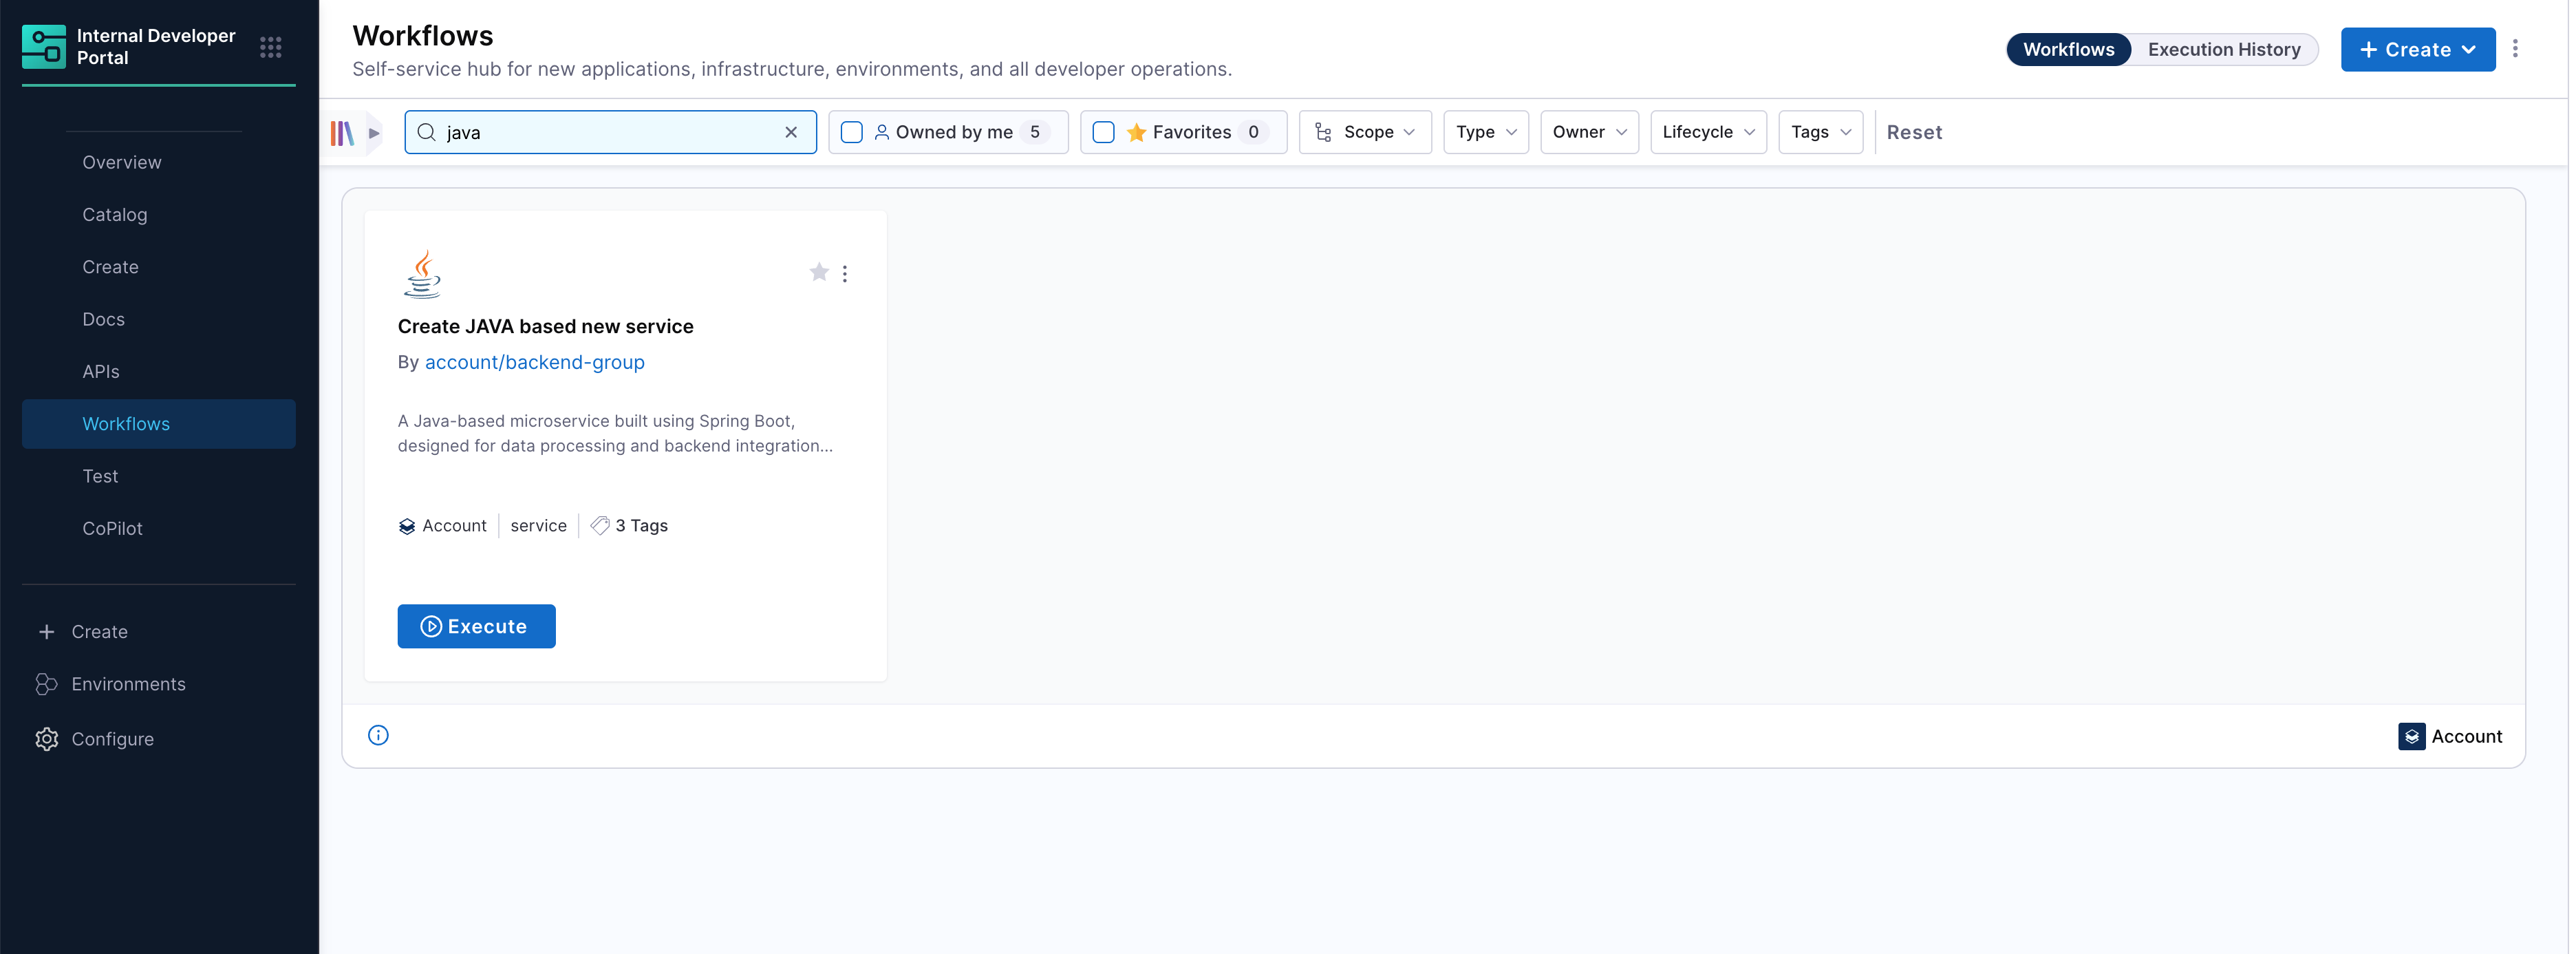 Internal Developer
Portal
Overview
Catalog
Create
Docs
APIs
Workflows
Test
CoPilot
Create
Environments
Configure
Workflows
Self-service hub for new applications, infrastructure, environments, and all developer operations.
Workflows Execution History
Create
java
Owned by me 5
Favorites 0
Scope
Type
Owner
Lifecycle
Tags
Reset
Create JAVA based new service
By account/backend-group
A Java-based microservice built using Spring Boot,
designed for data processing and backend integration...
Account service 3 Tags
Execute
Account